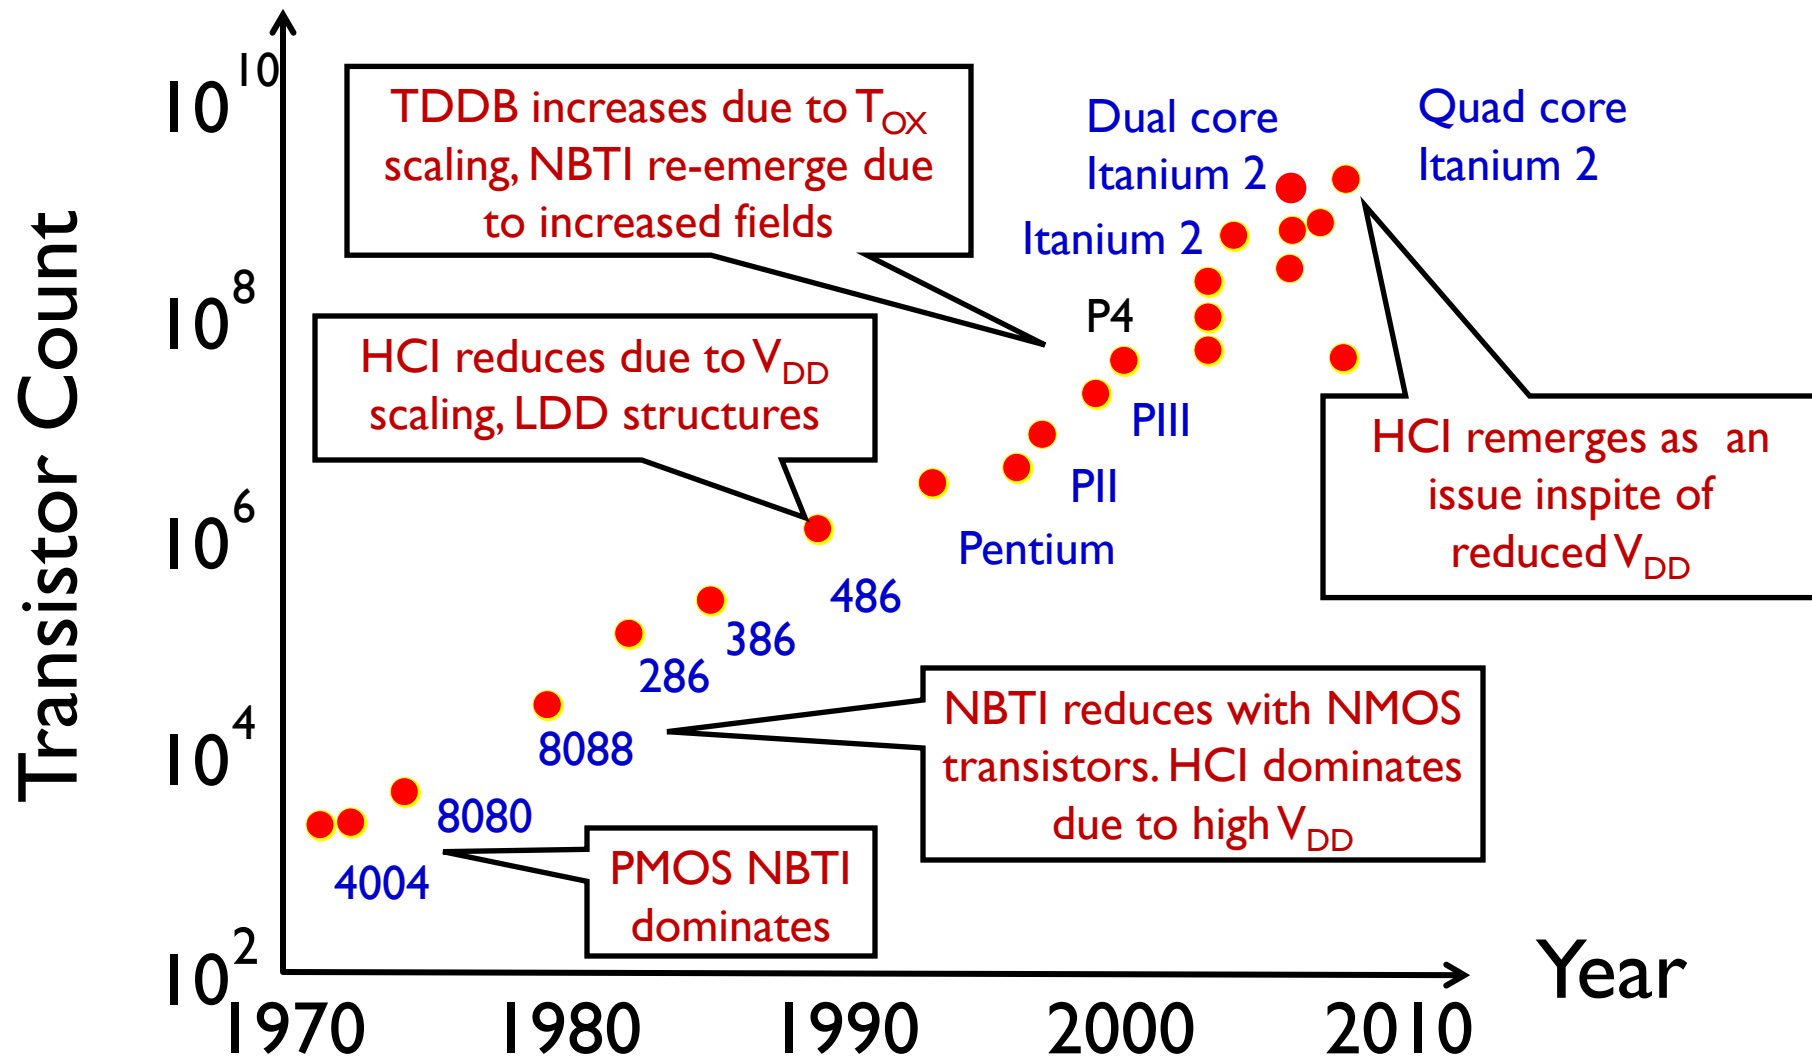 Transistor Count
10^10
10^8
10^6
10^4
10^2
TDDB increases due to T_OX
scaling, NBTI re-emerge due
to increased fields
Dual core
Itanium 2
Quad core
Itanium 2
Itanium 2
P4
HCI reduces due to V_DD
scaling, LDD structures
PIII
PII
Pentium
HCI remerges as an
issue inspite of
reduced V_DD
486
386
286
8088
NBTI reduces with NMOS
transistors. HCI dominates
due to high V_DD
8080
4004
PMOS NBTI
dominates
Year
1970
1980
1990
2000
2010